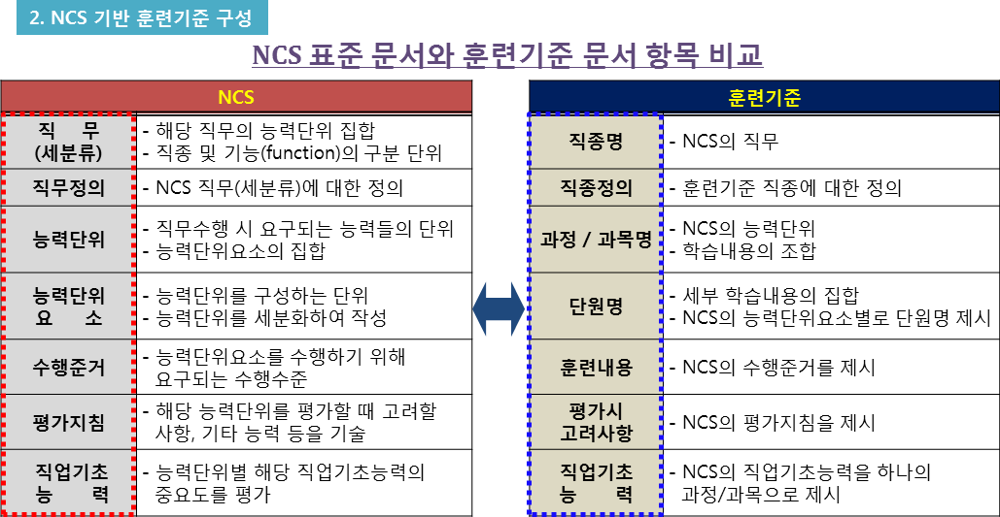 2. NCS 기반 훈련기준 구성
NCS 표준 문서와 훈련기준 문서 항목 비교
NCS
직 무
(세분류)
- 해당 직무의 능력단위 집합
- 직종 및 기능(function)의 구분 단위
직무정의
- NCS 직무(세분류)에 대한 정의
능력단위
- 직무수행 시 요구되는 능력들의 단위
- 능력단위요소의 집합
능력단위
요 소
- 능력단위를 구성하는 단위
- 능력단위를 세분화하여 작성
수행준거
- 능력단위요소를 수행하기 위해
요구되는 수행수준
평가지침
- 해당 능력단위를 평가할 때 고려할
사항, 기타 능력 등을 기술
직업기초
능 력
- 능력단위별 해당 직업기초능력의
중요도를 평가
훈련기준
직종명
- NCS의 직무
직종정의
- 훈련기준 직종에 대한 정의
과정 / 과목명
- NCS의 능력단위
- 학습내용의 조합
단원명
- 세부 학습내용의 집합
- NCS의 능력단위요소별로 단원명 제시
훈련내용
- NCS의 수행준거를 제시
평가시
고려사항
- NCS의 평가지침을 제시
직업기초
능 력
- NCS의 직업기초능력을 하나의
과정/과목으로 제시